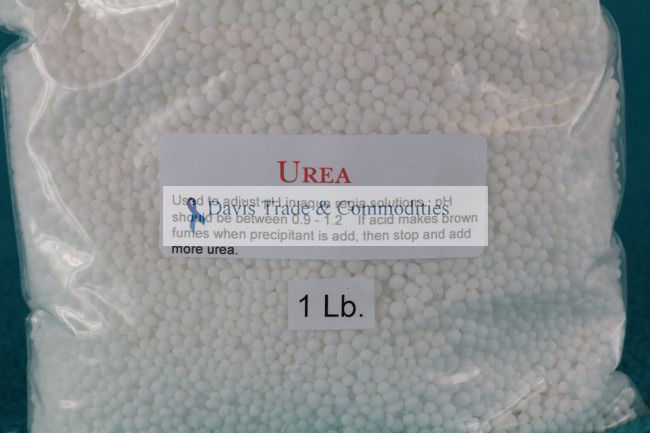 UREA
Used to adjust pH in aqua regia solutions. pH
should be between 0.9 - 1.2 If acid makes brown
fumes when precipitant is add, then stop and add
more urea.
Davis Trade & Commodities
1 Lb.